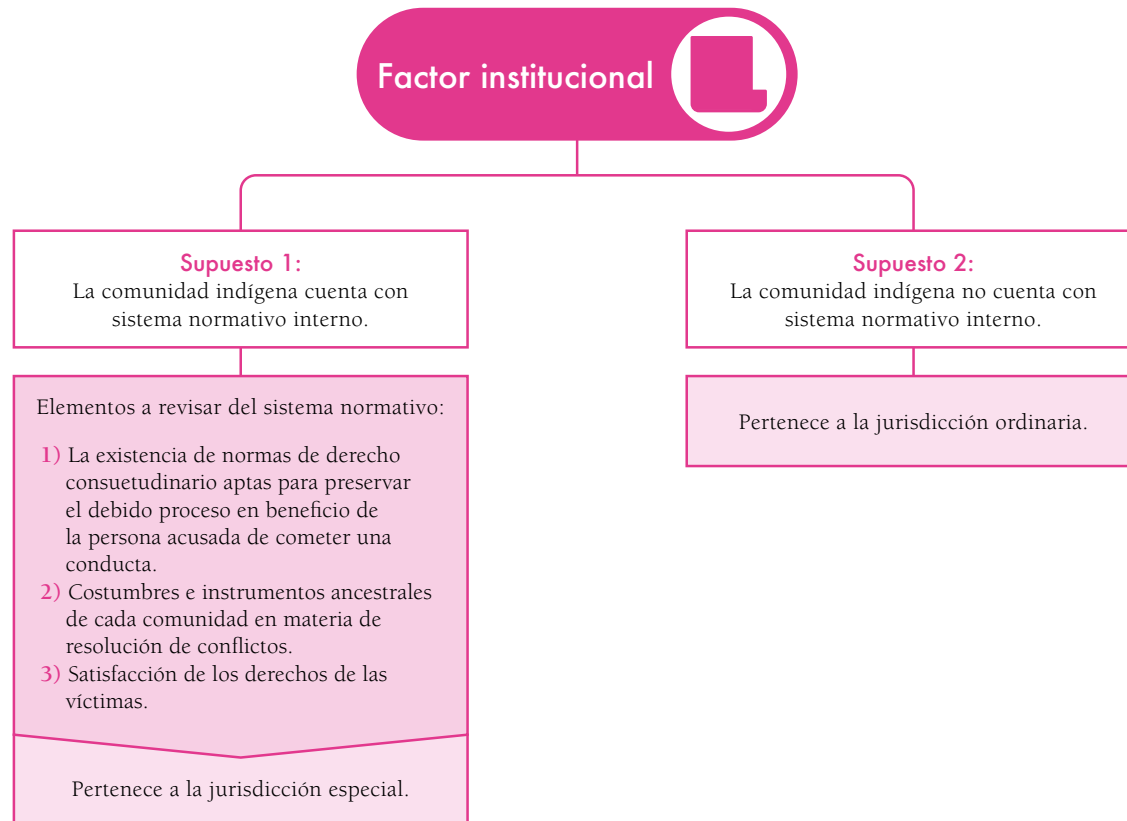 Factor institucional
Supuesto 1:
La comunidad indígena cuenta con
sistema normativo interno.
Elementos a revisar del sistema normativo:
1) La existencia de normas de derecho
consuetudinario aptas para preservar
el debido proceso en beneficio de
la persona acusada de cometer una
conducta.
2) Costumbres e instrumentos ancestrales
de cada comunidad en materia de
resolución de conflictos.
3) Satisfacción de los derechos de las
víctimas.
Pertenece a la jurisdicción especial.
Supuesto 2:
La comunidad indígena no cuenta con
sistema normativo interno.
Pertenece a la jurisdicción ordinaria.